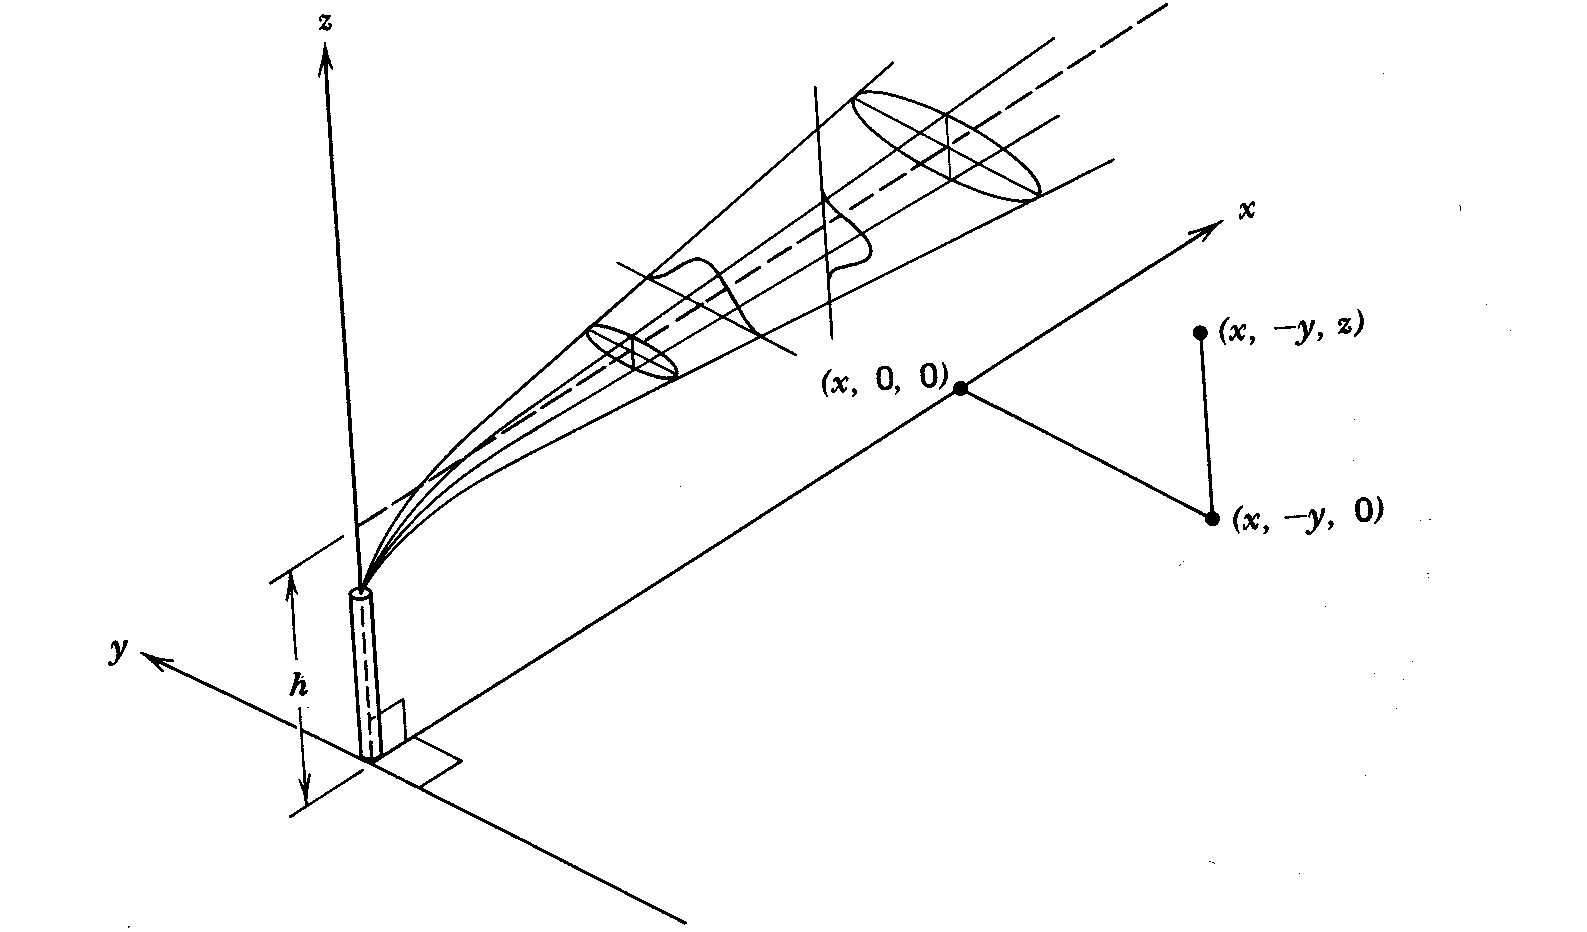 z
x
(x, −y, z)
(x, 0, 0)
(x, −y, 0)
y
h